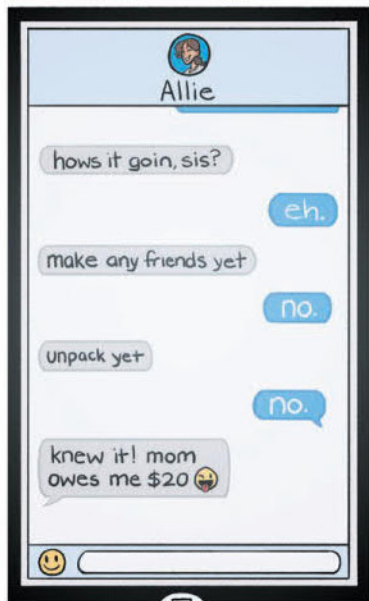 Allie
hows it goin, sis?
eh.
make any friends yet
no.
unpack yet
no.
knew it! mom
owes me $20 😜